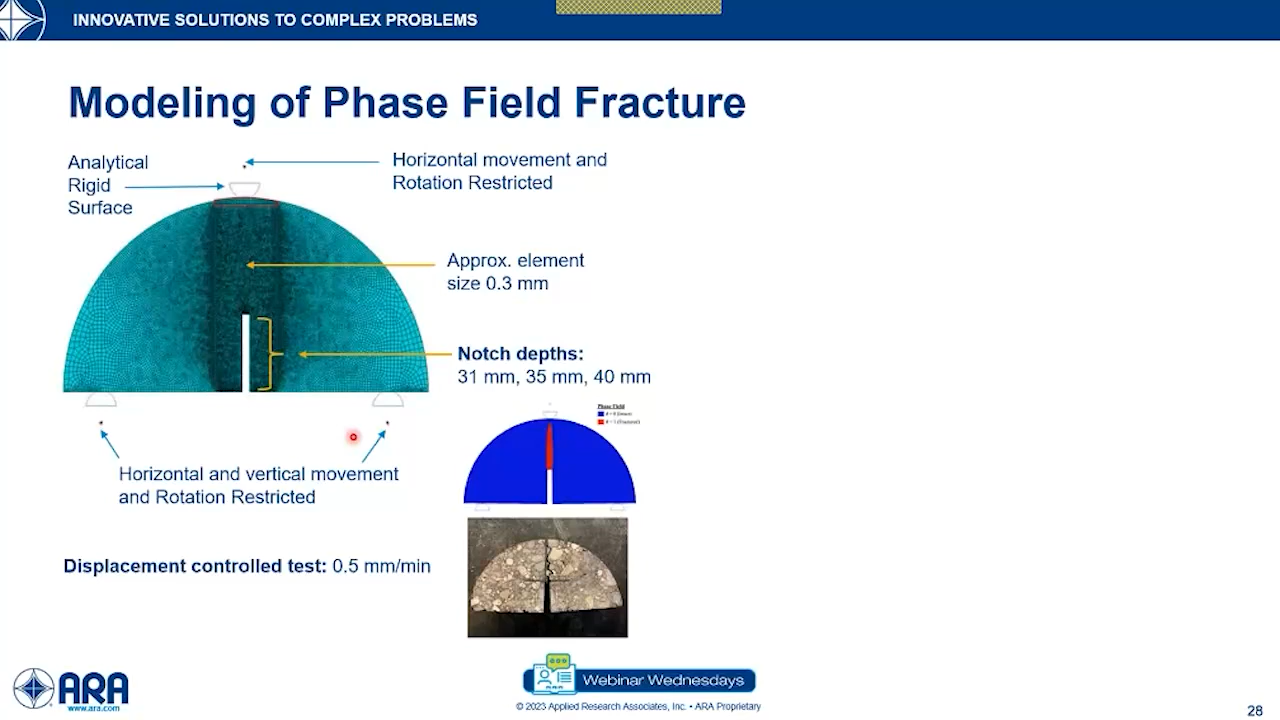 INNOVATIVE SOLUTIONS TO COMPLEX PROBLEMS
Modeling of Phase Field Fracture
Analytical
Rigid
Surface
Horizontal movement and
Rotation Restricted
Approx. element
size 0.3 mm
Notch depths:
31 mm, 35 mm, 40 mm
Phase Field
Horizontal and vertical movement
and Rotation Restricted
Displacement controlled test: 0.5 mm/min
ARA
www.ara.com
Webinar Wednesdays
© 2023 Applied Research Associates, Inc. • ARA Proprietary
28